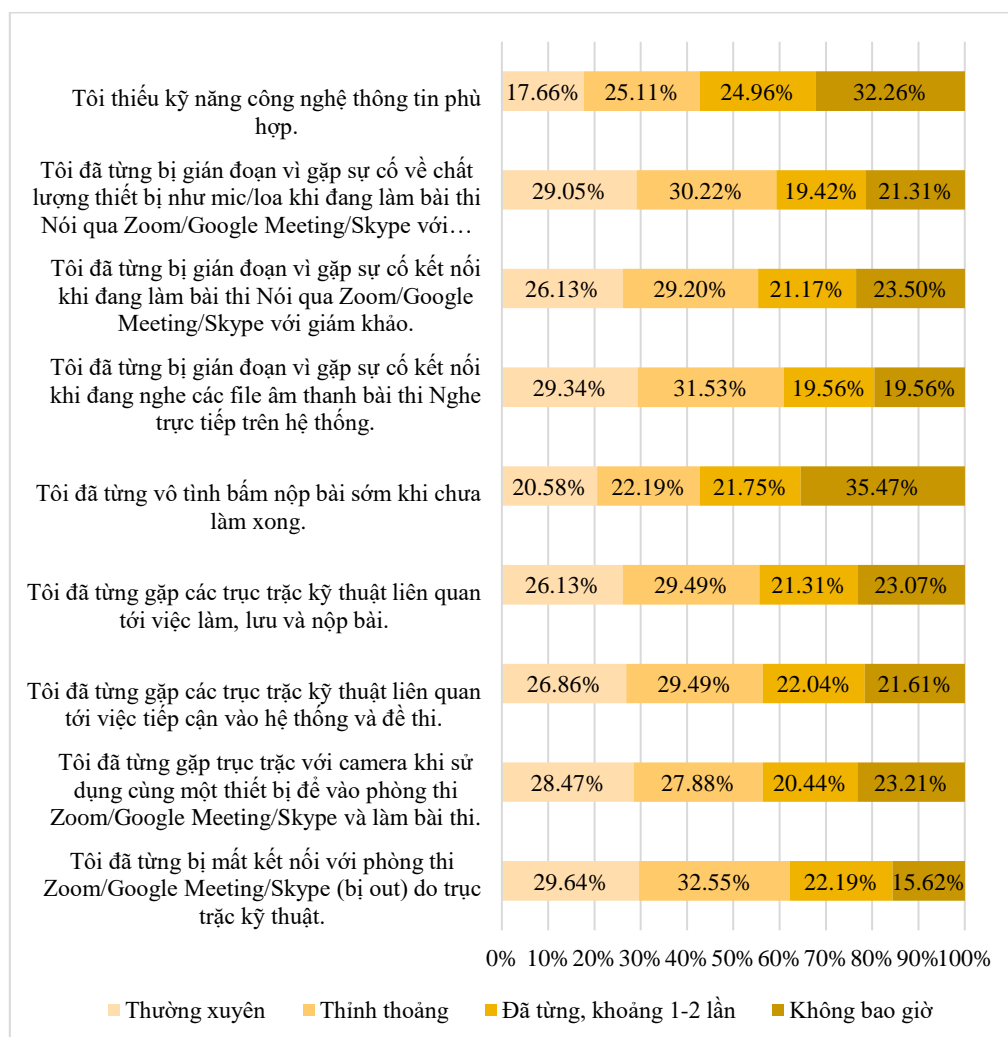 Tôi thiếu kỹ năng công nghệ thông tin phù
hợp.
17.66% 25.11% 24.96% 32.26%
Tôi đã từng bị gián đoạn vì gặp sự cố về chất
lượng thiết bị như mic/loa khi đang làm bài thi
Nói qua Zoom/Google Meeting/Skype với…
29.05% 30.22% 19.42% 21.31%
Tôi đã từng bị gián đoạn vì gặp sự cố kết nối
khi đang làm bài thi Nói qua Zoom/Google
Meeting/Skype với giám khảo.
26.13% 29.20% 21.17% 23.50%
Tôi đã từng bị gián đoạn vì gặp sự cố kết nối
khi đang nghe các file âm thanh bài thi Nghe
trực tiếp trên hệ thống.
29.34% 31.53% 19.56% 19.56%
Tôi đã từng vô tình bấm nộp bài sớm khi chưa
làm xong.
20.58% 22.19% 21.75% 35.47%
Tôi đã từng gặp các trục trặc kỹ thuật liên quan
tới việc làm, lưu và nộp bài.
26.13% 29.49% 21.31% 23.07%
Tôi đã từng gặp các trục trặc kỹ thuật liên quan
tới việc tiếp cận vào hệ thống và đề thi.
26.86% 29.49% 22.04% 21.61%
Tôi đã từng gặp trục trặc với camera khi sử
dụng cùng một thiết bị để vào phòng thi
Zoom/Google Meeting/Skype và làm bài thi.
28.47% 27.88% 20.44% 23.21%
Tôi đã từng bị mất kết nối với phòng thi
Zoom/Google Meeting/Skype (bị out) do trục
trặc kỹ thuật.
29.64% 32.55% 22.19% 15.62%
0% 10% 20% 30% 40% 50% 60% 70% 80% 90% 100%
Thường xuyên Thỉnh thoảng Đã từng, khoảng 1-2 lần Không bao giờ